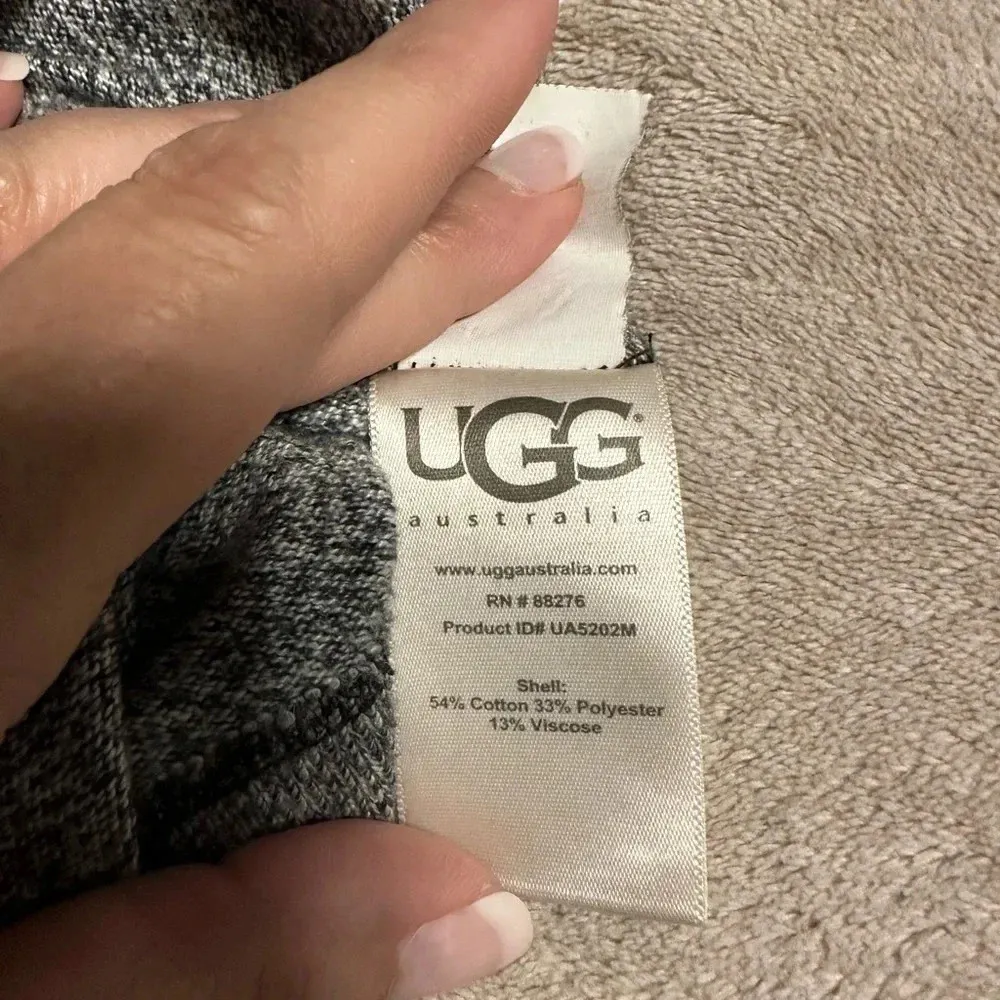 UGG®
australia
www.uggaustralia.com
RN # 88276
Product ID# UA5202M
Shell:
54% Cotton 33% Polyester
13% Viscose